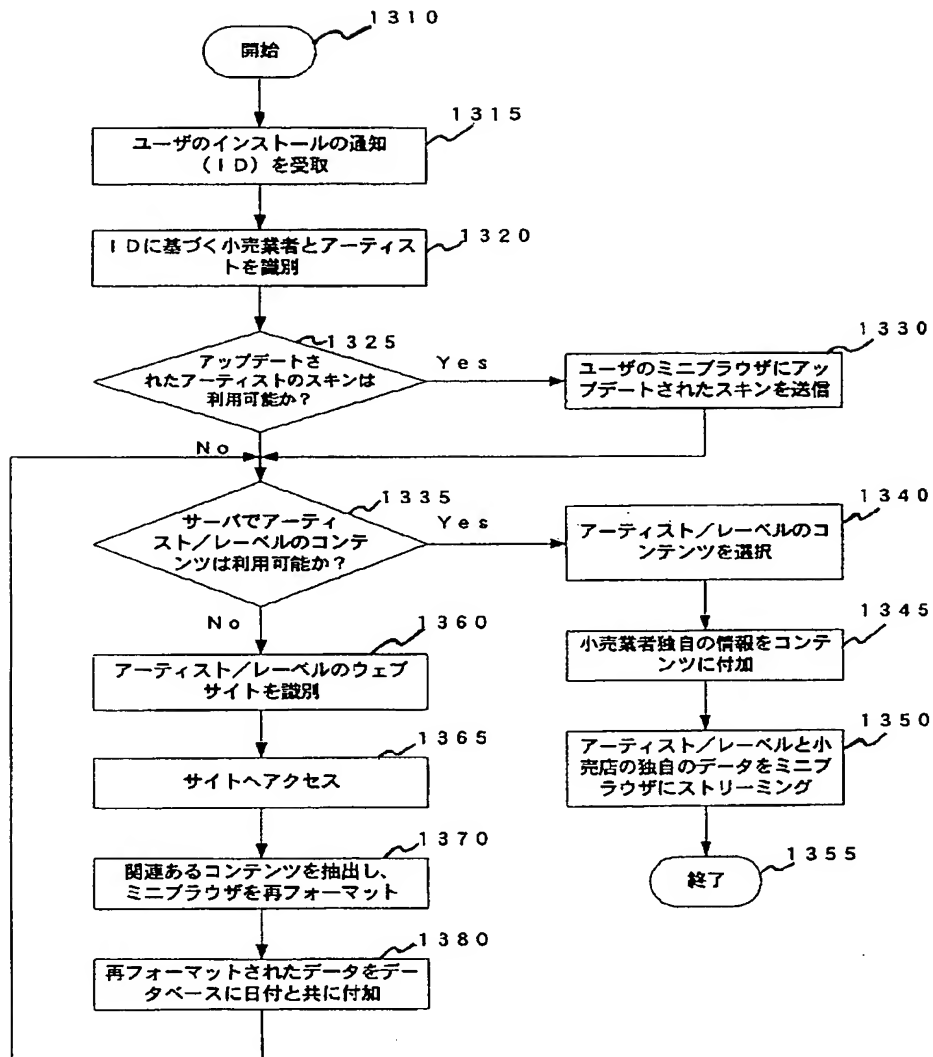 １３１０
開始
１３１５
ユーザのインストールの通知
（ＩＤ）を受取
１３２０
ＩＤに基づく小売業者とアーティス
トを識別
１３２５
アップデートさ
れたアーティストのスキンは
利用可能か？
Ｙｅｓ
１３３０
ユーザのミニブラウザにアッ
プデートされたスキンを送信
Ｎｏ
１３３５
サーバでアーティ
スト／レーベルのコンテ
ンツは利用可能か？
Ｙｅｓ
１３４０
アーティスト／レーベルのコ
ンテンツを選択
１３４５
小売業者独自の情報をコンテ
ンツに付加
１３５０
アーティスト／レーベルと小
売店の独自のデータをミニブ
ラウザにストリーミング
１３５５
終了
Ｎｏ
１３６０
アーティスト／レーベルのウェブ
サイトを識別
１３６５
サイトへアクセス
１３７０
関連あるコンテンツを抽出し、
ミニブラウザを再フォーマット
１３８０
再フォーマットされたデータをデー
タベースに日付と共に付加